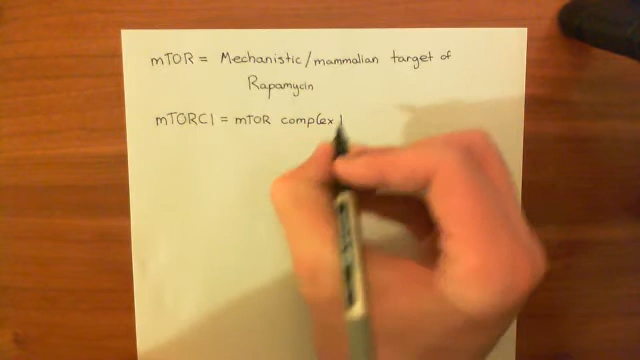 mTOR = Mechanistic/mammalian target of
Rapamycin
mTORC1 = mTOR complex 1